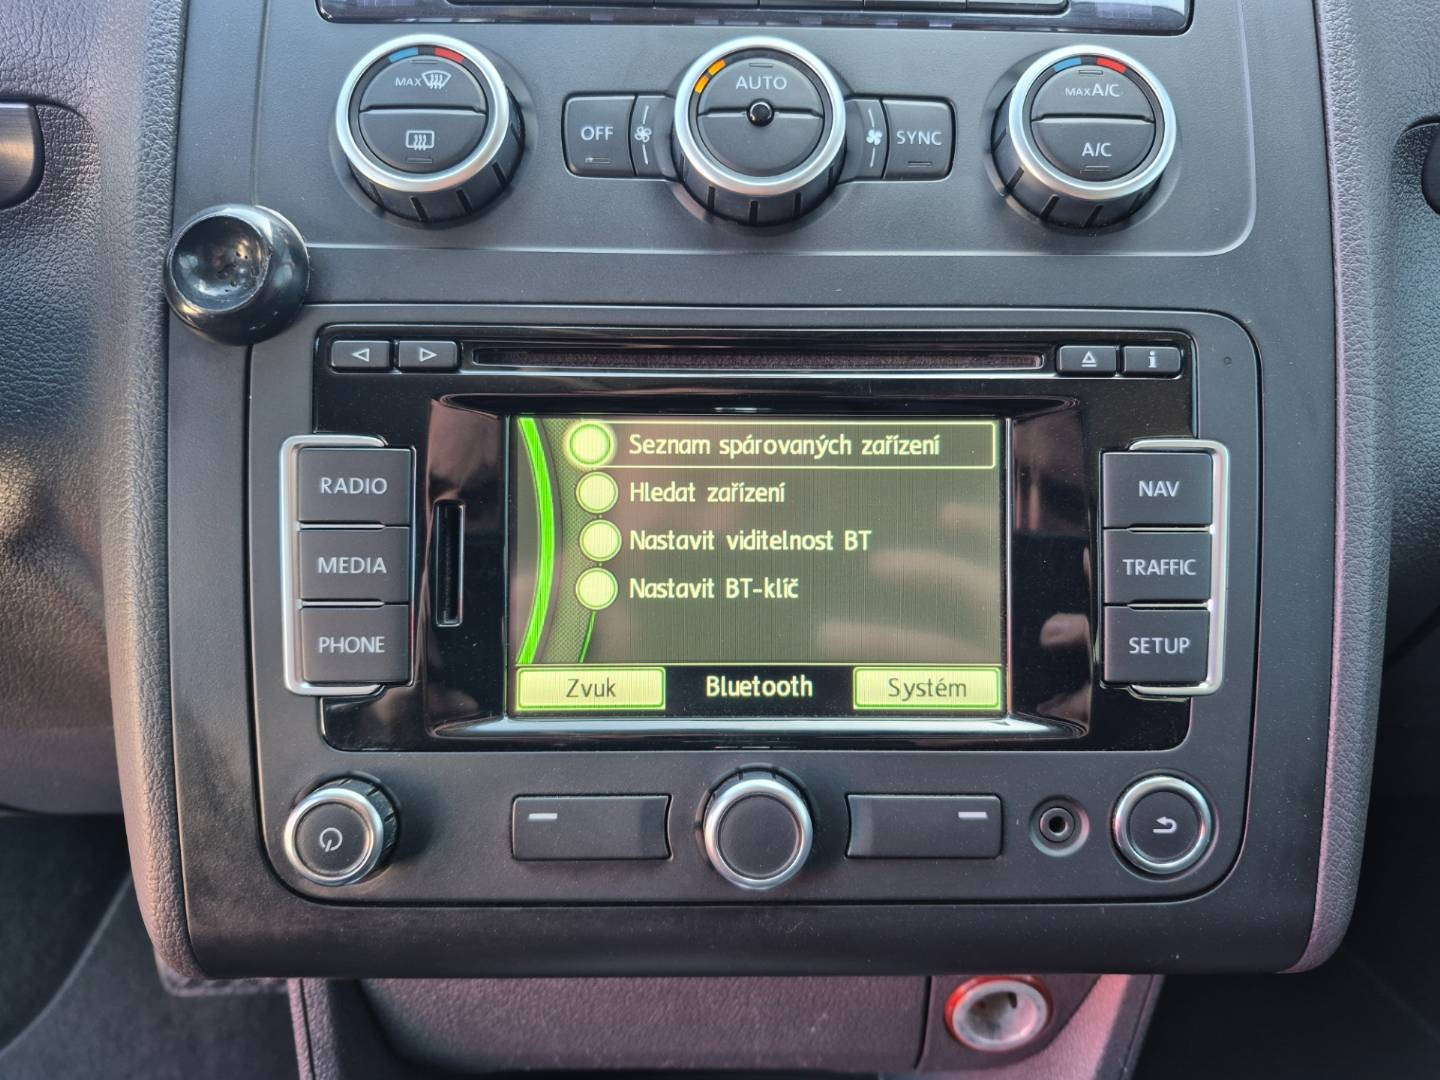 MAX
AUTO
MAX A/C
OFF
SYNC
A/C
i
RADIO
MEDIA
PHONE
Seznam spárovaných zařízení
Hledat zařízení
Nastavit viditelnost BT
Nastavit BT-klíč
Zvuk
Bluetooth
Systém
NAV
TRAFFIC
SETUP